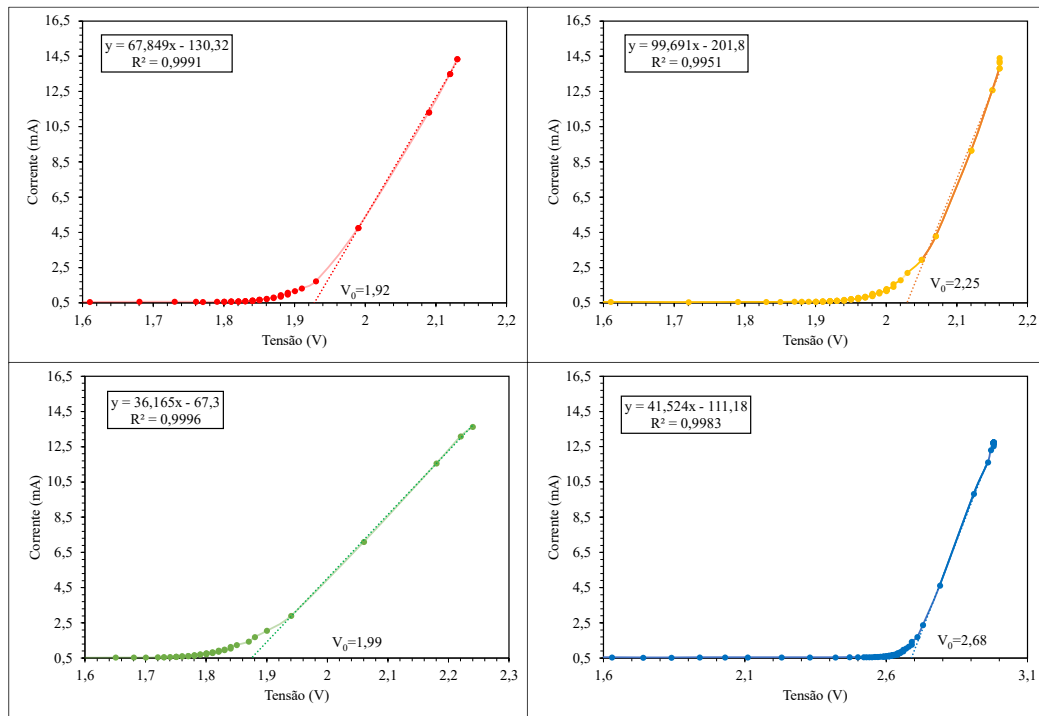 16,5
14,5
12,5
10,5
8,5
6,5
4,5
2,5
0,5
Corrente (mA)
y = 67,849x - 130,32
R² = 0,9991
V₀=1,92
1,6 1,7 1,8 1,9 2 2,1 2,2
Tensão (V)
16,5
14,5
12,5
10,5
8,5
6,5
4,5
2,5
0,5
Corrente (mA)
y = 99,691x - 201,8
R² = 0,9951
V₀=2,25
1,6 1,7 1,8 1,9 2 2,1 2,2
Tensão (V)
16,5
14,5
12,5
10,5
8,5
6,5
4,5
2,5
0,5
Corrente (mA)
y = 36,165x - 67,3
R² = 0,9996
V₀=1,99
1,6 1,7 1,8 1,9 2 2,1 2,2 2,3
Tensão (V)
16,5
14,5
12,5
10,5
8,5
6,5
4,5
2,5
0,5
Corrente (mA)
y = 41,524x - 111,18
R² = 0,9983
V₀=2,68
1,6 2,1 2,6 3,1
Tensão (V)